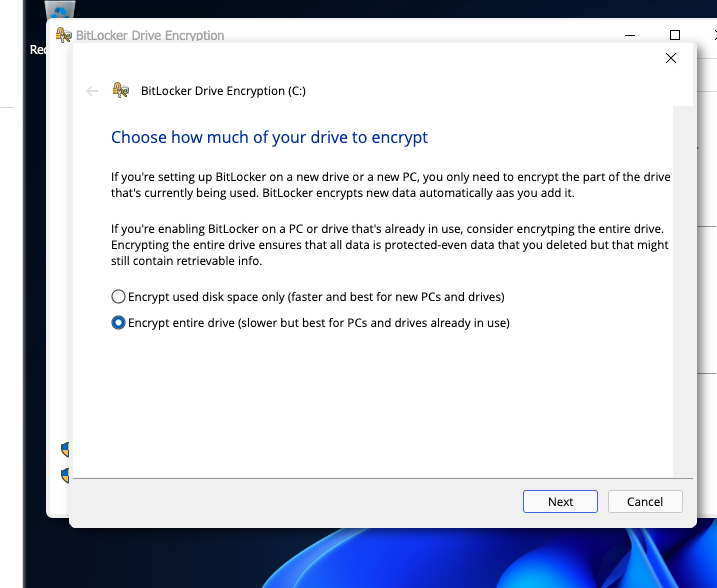 Rec
BitLocker Drive Encryption
BitLocker Drive Encryption (C:)
Choose how much of your drive to encrypt
If you're setting up BitLocker on a new drive or a new PC, you only need to encrypt the part of the drive
that's currently being used. BitLocker encrypts new data automatically aas you add it.
If you're enabling BitLocker on a PC or drive that's already in use, consider encrytping the entire drive.
Encrypting the entire drive ensures that all data is protected-even data that you deleted but that might
still contain retrievable info.
Encrypt used disk space only (faster and best for new PCs and drives)
Encrypt entire drive (slower but best for PCs and drives already in use)
Next
Cancel